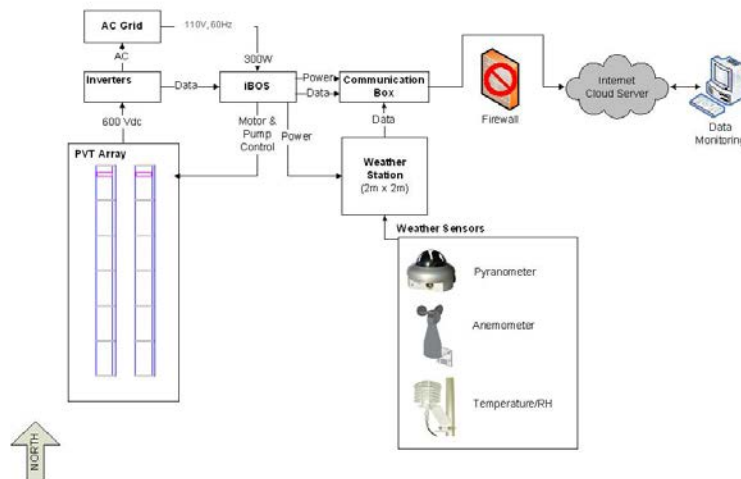 AC Grid
110V, 60Hz
AC
300W
Inverters
Data
iBOS
Power
Data
Communication
Box
Firewall
Internet
Cloud Server
Data
Monitoring
600 Vdc
Motor &
Pump
Control
Power
Data
PVT Array
Weather
Station
(2m x 2m)
Weather Sensors
Pyranometer
Anemometer
Temperature/RH
NORTH